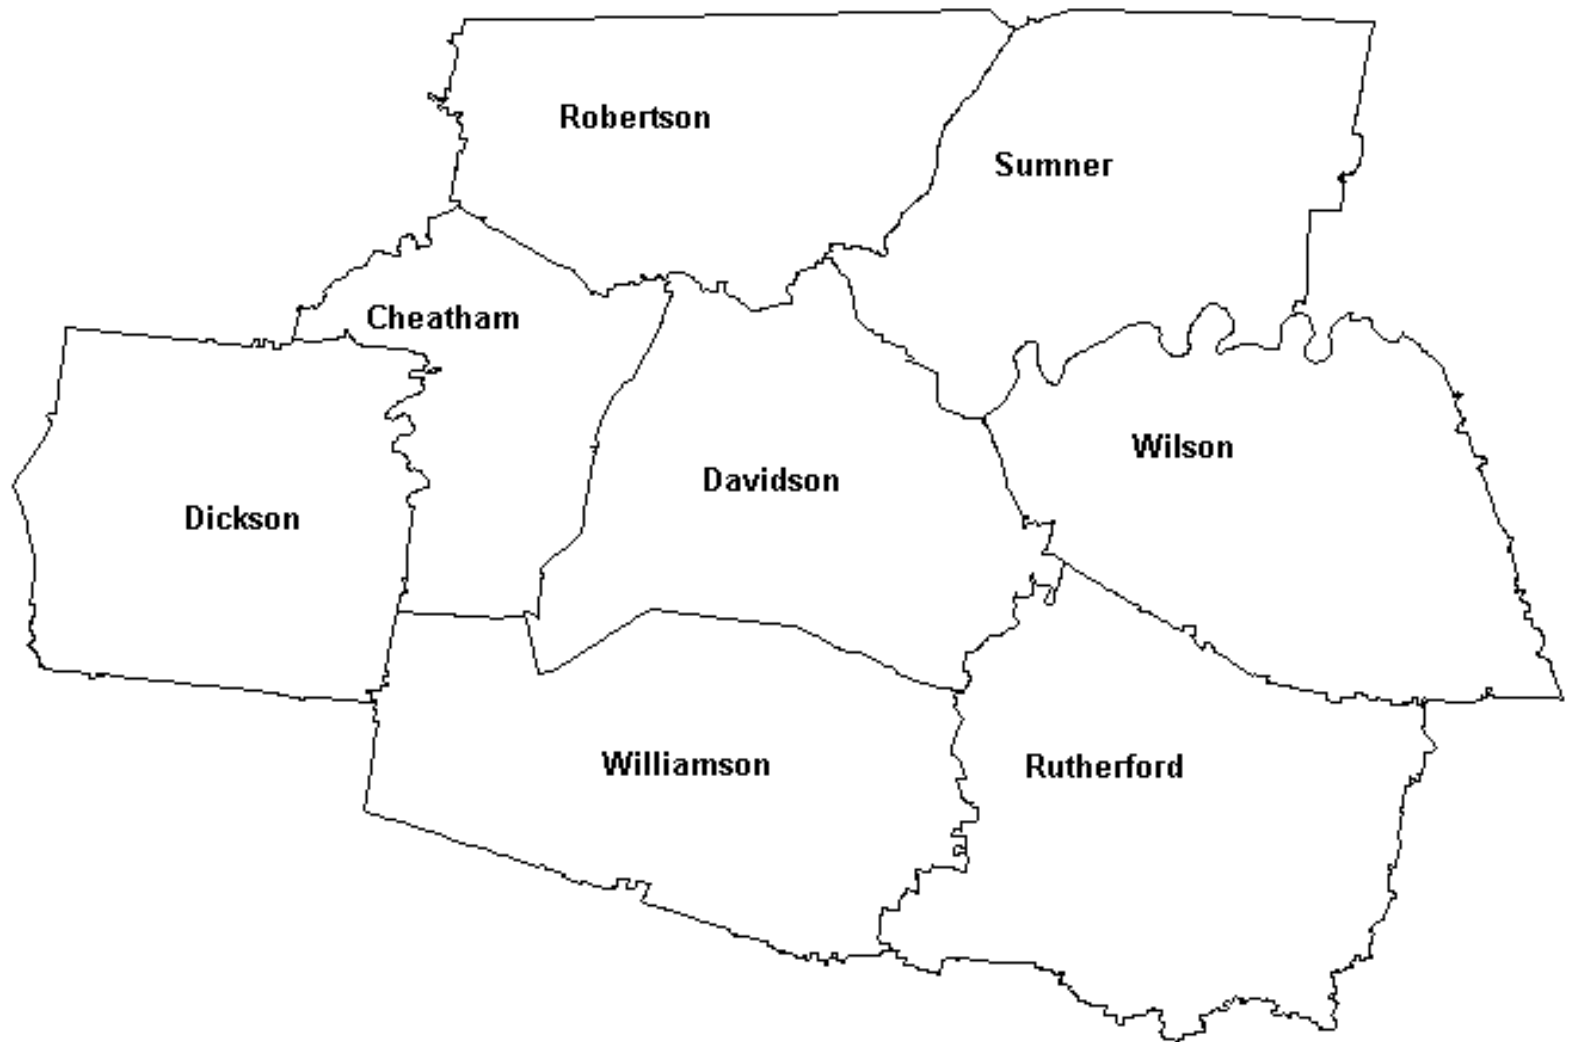 Robertson
Sumner
Cheatham
Wilson
Davidson
Dickson
Williamson
Rutherford